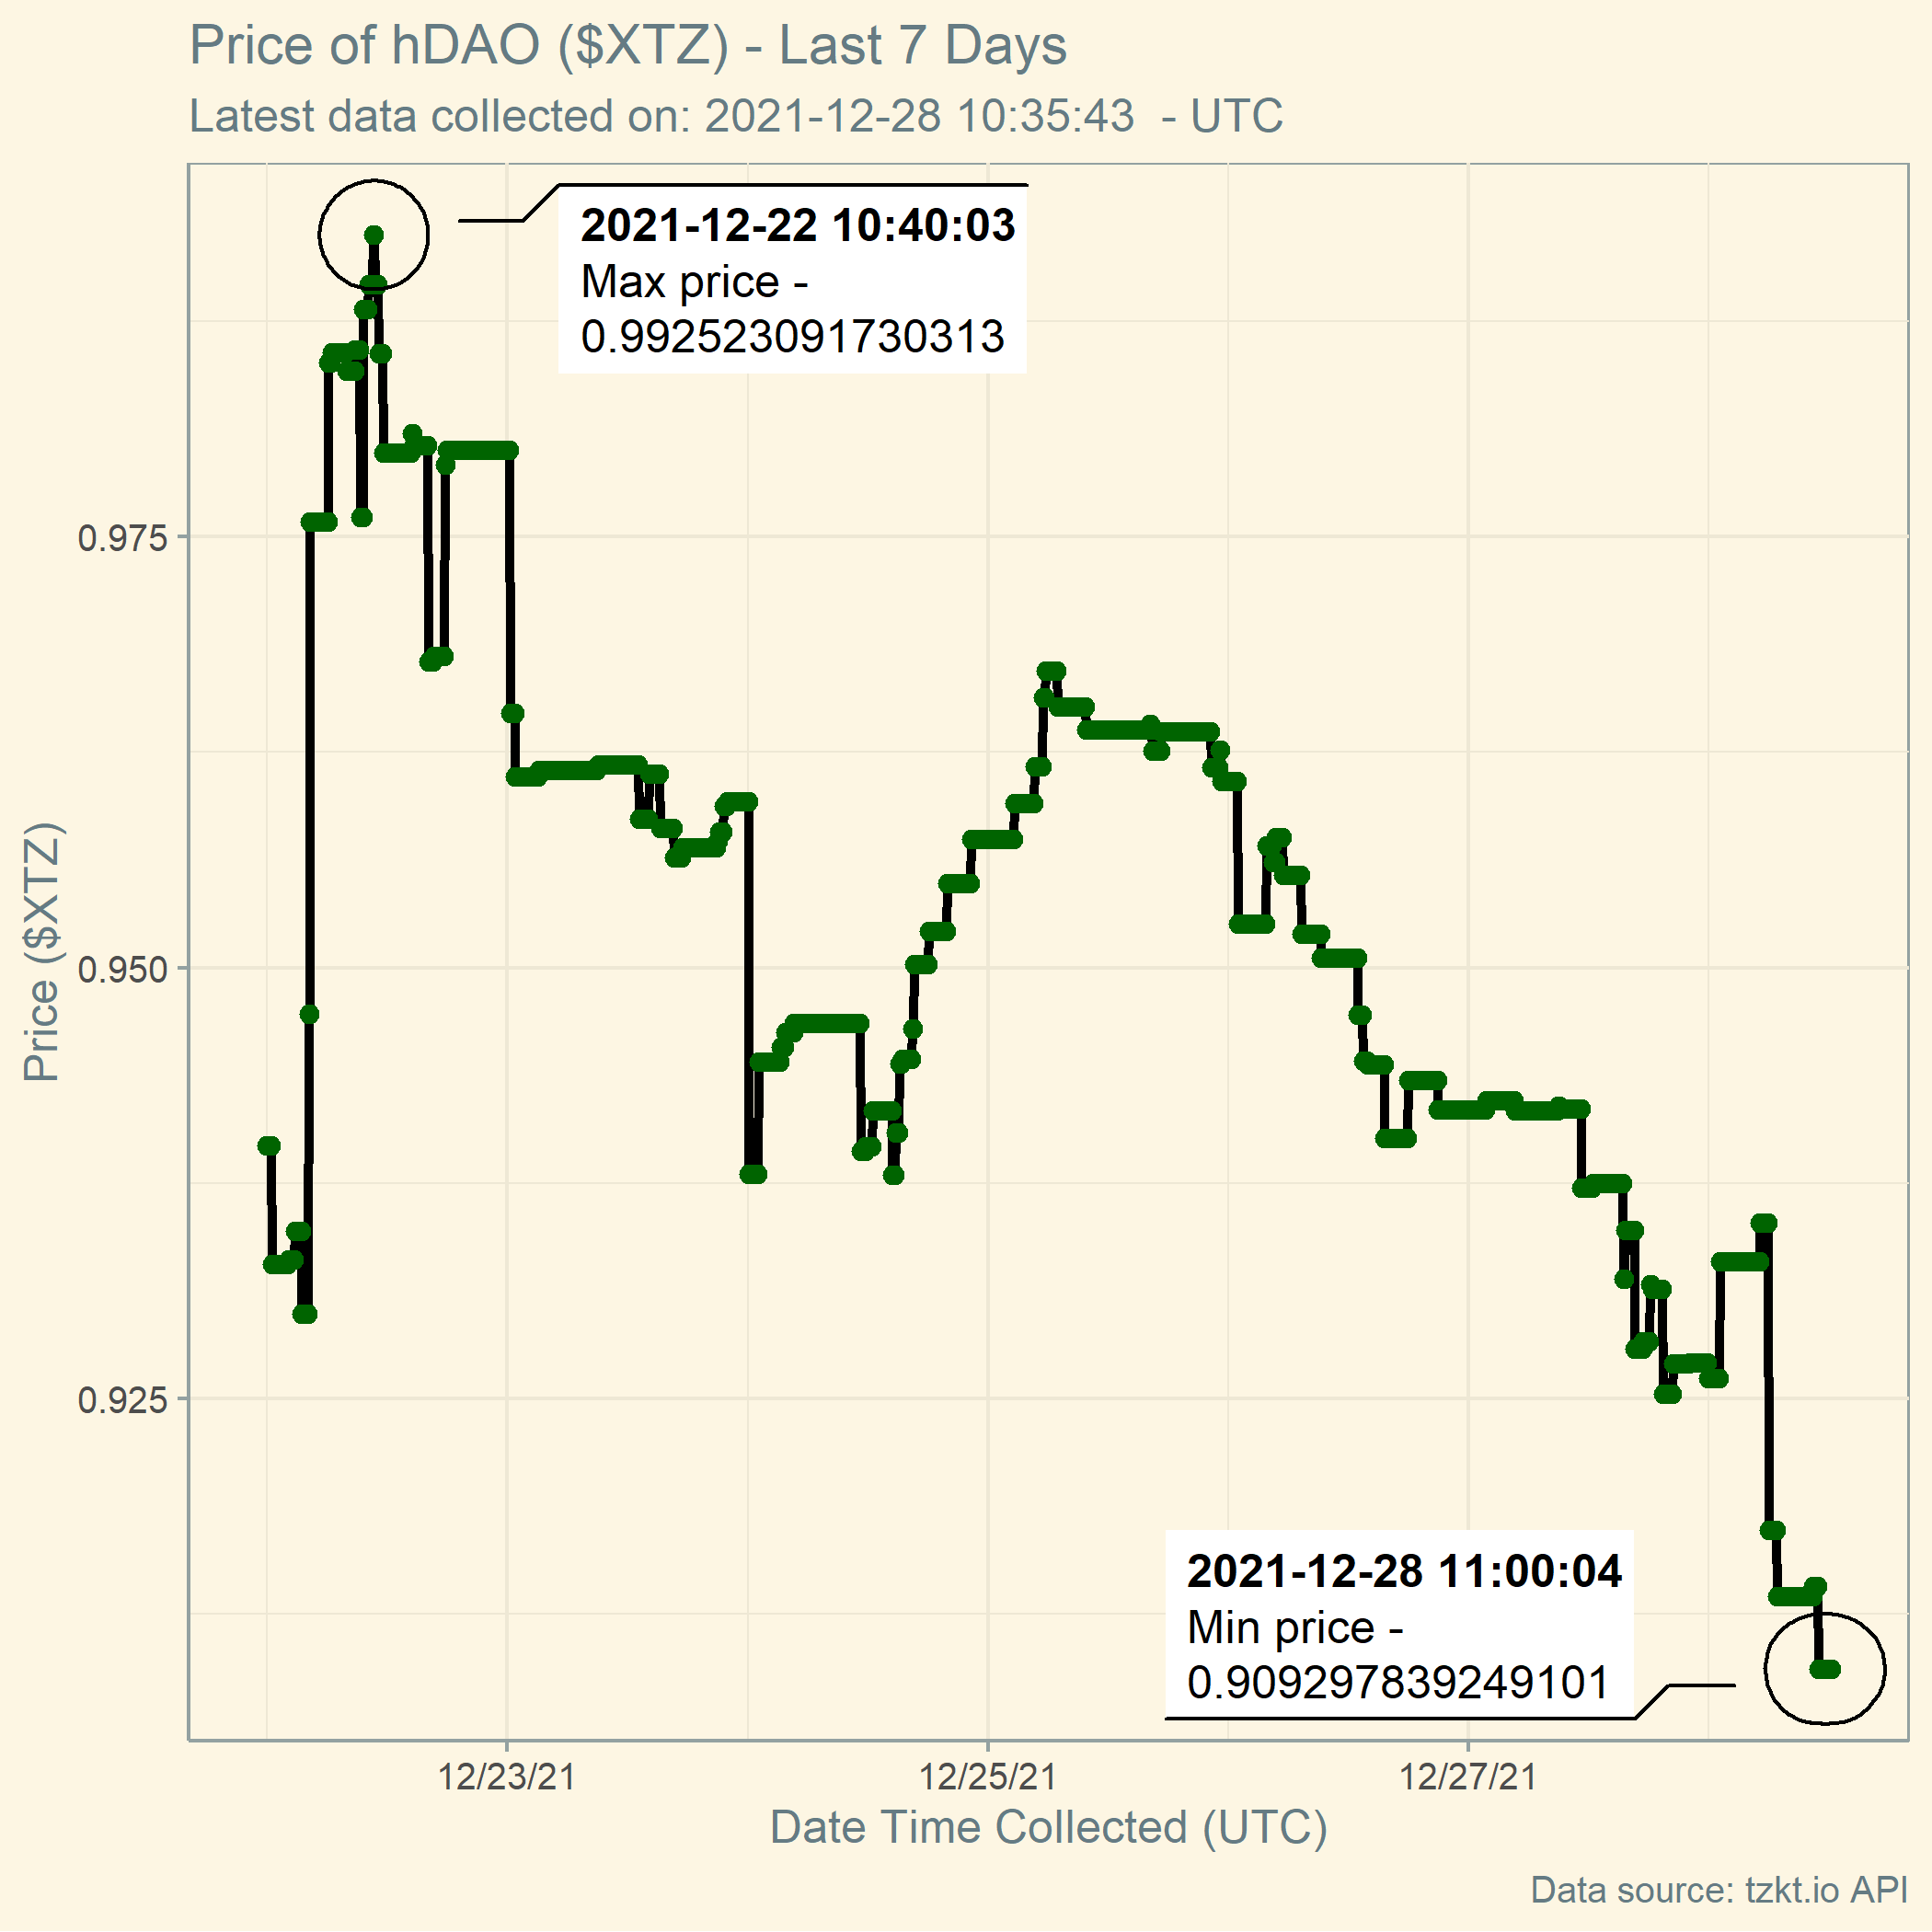 Price of hDAO ($XTZ) - Last 7 Days
Latest data collected on: 2021-12-28 10:35:43  - UTC
2021-12-22 10:40:03
Max price -
0.992523091730313
0.975
0.950
0.925
Price ($XTZ)
2021-12-28 11:00:04
Min price -
0.909297839249101
12/23/21
12/25/21
12/27/21
Date Time Collected (UTC)
Data source: tzkt.io API